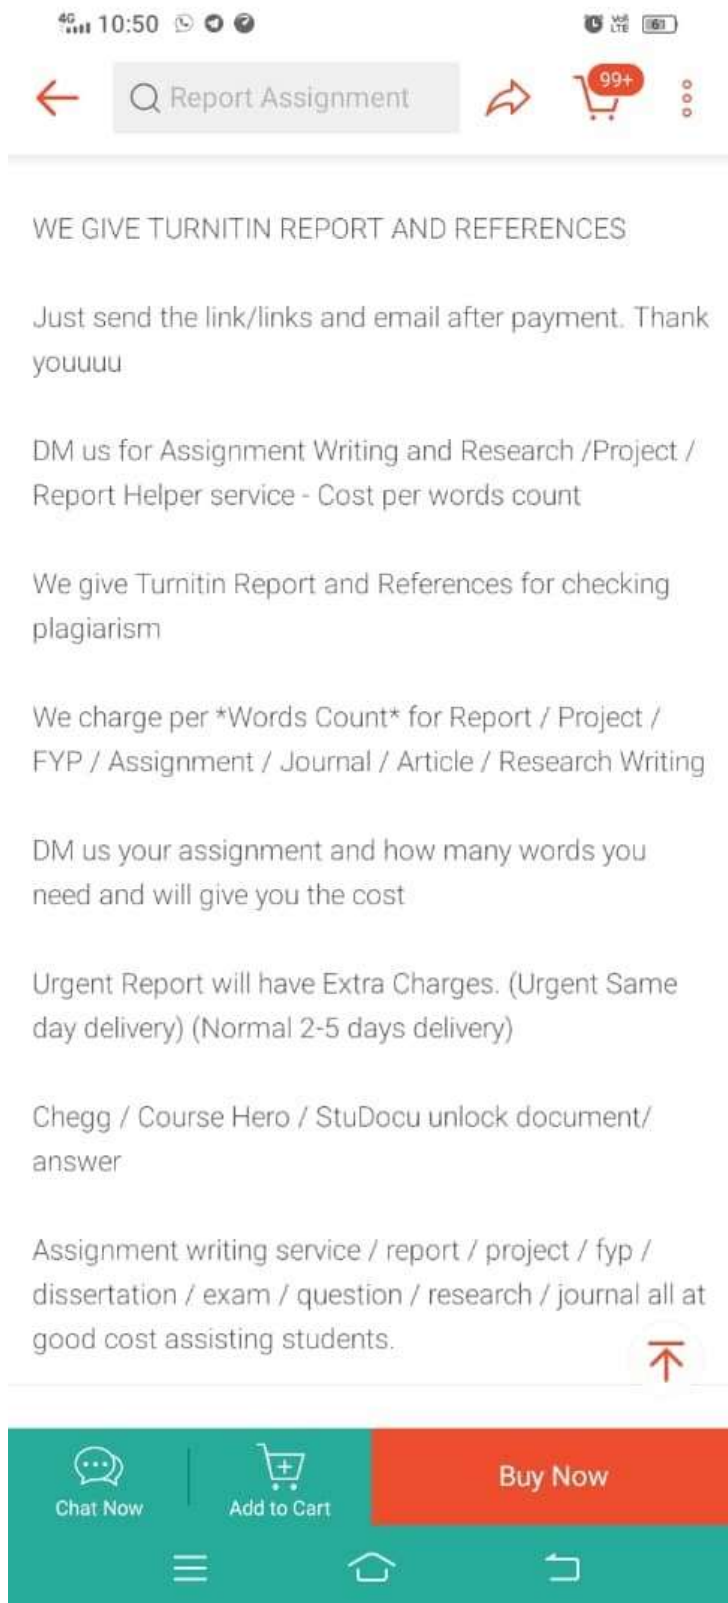 4G 10:50 Vo) LTE 61
Report Assignment
99+
WE GIVE TURNITIN REPORT AND REFERENCES
Just send the link/links and email after payment. Thank
youuuu
DM us for Assignment Writing and Research /Project /
Report Helper service - Cost per words count
We give Turnitin Report and References for checking
plagiarism
We charge per *Words Count* for Report / Project /
FYP / Assignment / Journal / Article / Research Writing
DM us your assignment and how many words you
need and will give you the cost
Urgent Report will have Extra Charges. (Urgent Same
day delivery) (Normal 2-5 days delivery)
Chegg / Course Hero / StuDocu unlock document/
answer
Assignment writing service / report / project / fyp /
dissertation / exam / question / research / journal all at
good cost assisting students.
Chat Now
Add to Cart
Buy Now